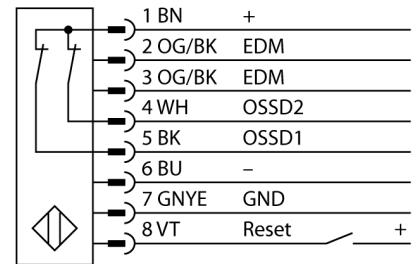 1 BN +
2 OG/BK EDM
3 OG/BK EDM
4 WH OSSD2
5 BK OSSD1
6 BU –
7 GNYE GND
8 VT Reset +